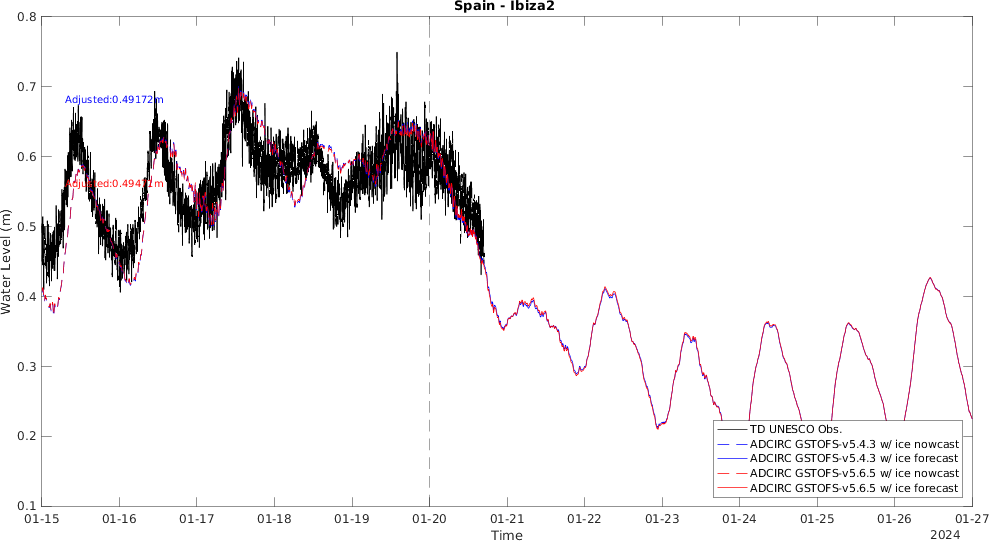 Spain - Ibiza2
0.8
0.7
0.6
0.5
0.4
0.3
0.2
0.1
Water Level (m)
Adjusted:0.49172m
TD UNESCO Obs.
ADCIRC GSTOFS-v5.4.3 w/ ice nowcast
ADCIRC GSTOFS-v5.4.3 w/ ice forecast
ADCIRC GSTOFS-v5.6.5 w/ ice nowcast
ADCIRC GSTOFS-v5.6.5 w/ ice forecast
01-15 01-16 01-17 01-18 01-19 01-20 01-21 01-22 01-23 01-24 01-25 01-26 01-27
Time
2024